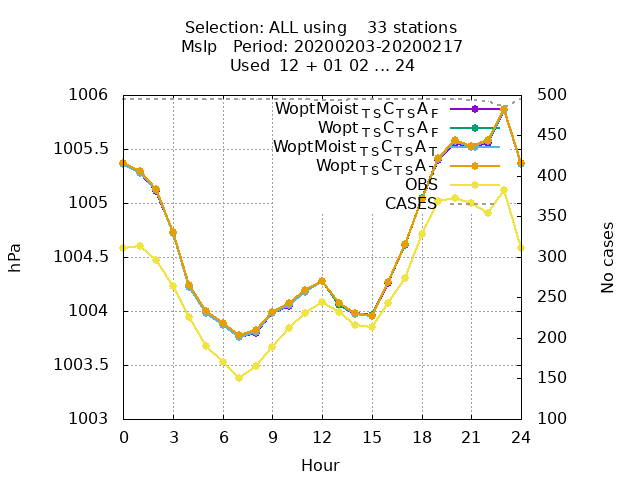 Selection: ALL using    33 stations
Mslp   Period: 20200203-20200217
Used  12 + 01 02 ... 24
1006
1005.5
1005
1004.5
1004
1003.5
1003
hPa
WoptMoist_TSC_TSA_F
Wopt_TSC_TSA_F
WoptMoist_TSC_TSA_T
Wopt_TSC_TSA_T
OBS
CASES
500
450
400
350
300
250
200
150
100
No cases
0 3 6 9 12 15 18 21 24
Hour